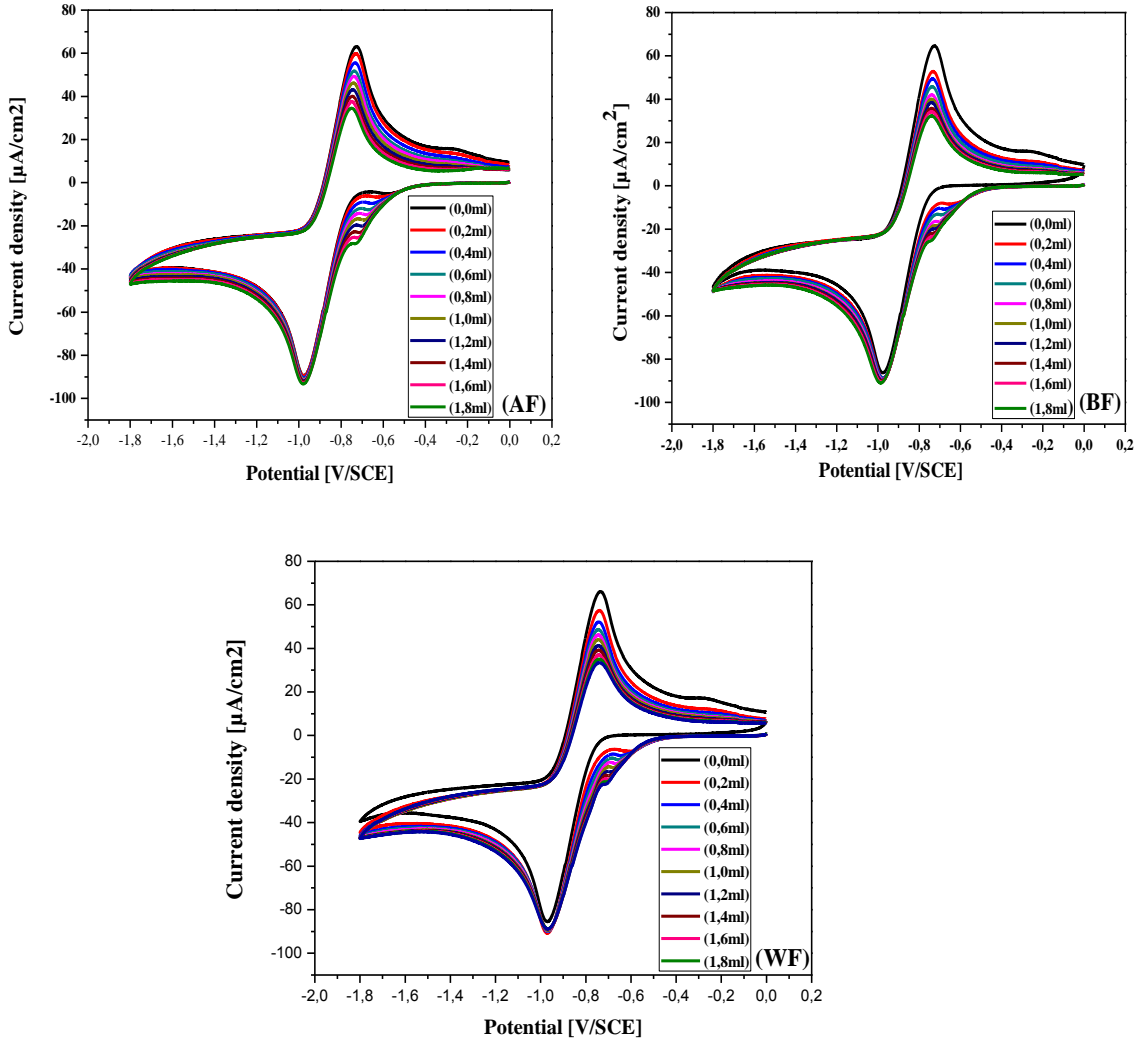 80
60
40
20
0
-20
-40
-60
-80
-100
Current density [µA/cm2]
(0,0ml)
(0,2ml)
(0,4ml)
(0,6ml)
(0,8ml)
(1,0ml)
(1,2ml)
(1,4ml)
(1,6ml)
(1,8ml)
(AF)
-2,0 -1,8 -1,6 -1,4 -1,2 -1,0 -0,8 -0,6 -0,4 -0,2 0,0 0,2
Potential [V/SCE]
80
60
40
20
0
-20
-40
-60
-80
-100
Current density [µA/cm²]
(0,0ml)
(0,2ml)
(0,4ml)
(0,6ml)
(0,8ml)
(1,0ml)
(1,2ml)
(1,4ml)
(1,6ml)
(1,8ml)
(BF)
-2,0 -1,8 -1,6 -1,4 -1,2 -1,0 -0,8 -0,6 -0,4 -0,2 0,0 0,2
Potential [V/SCE]
80
60
40
20
0
-20
-40
-60
-80
-100
Current density [µA/cm2]
(0,0ml)
(0,2ml)
(0,4ml)
(0,6ml)
(0,8ml)
(1,0ml)
(1,2ml)
(1,4ml)
(1,6ml)
(1,8ml)
(WF)
-2,0 -1,8 -1,6 -1,4 -1,2 -1,0 -0,8 -0,6 -0,4 -0,2 0,0 0,2
Potential [V/SCE]